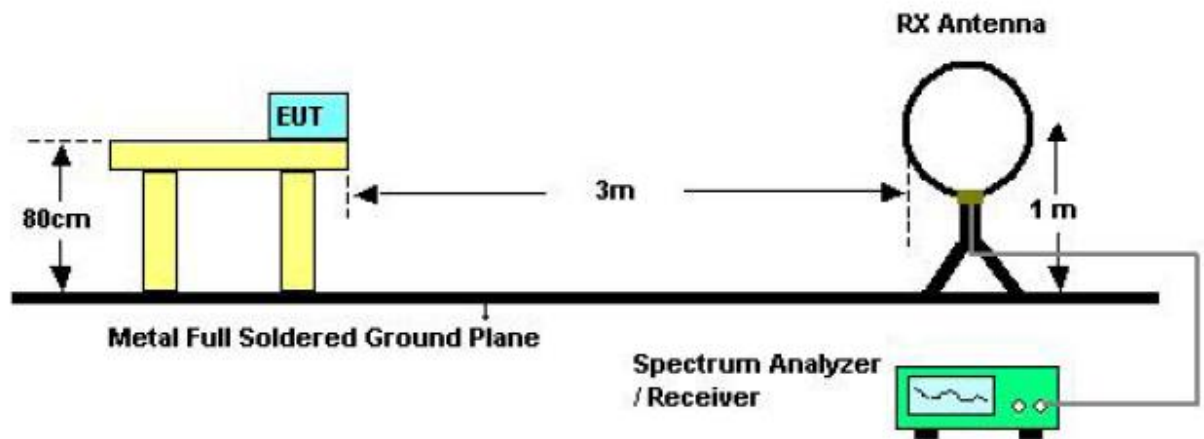 RX Antenna
EUT
80cm
3m
1 m
Metal Full Soldered Ground Plane
Spectrum Analyzer
/ Receiver